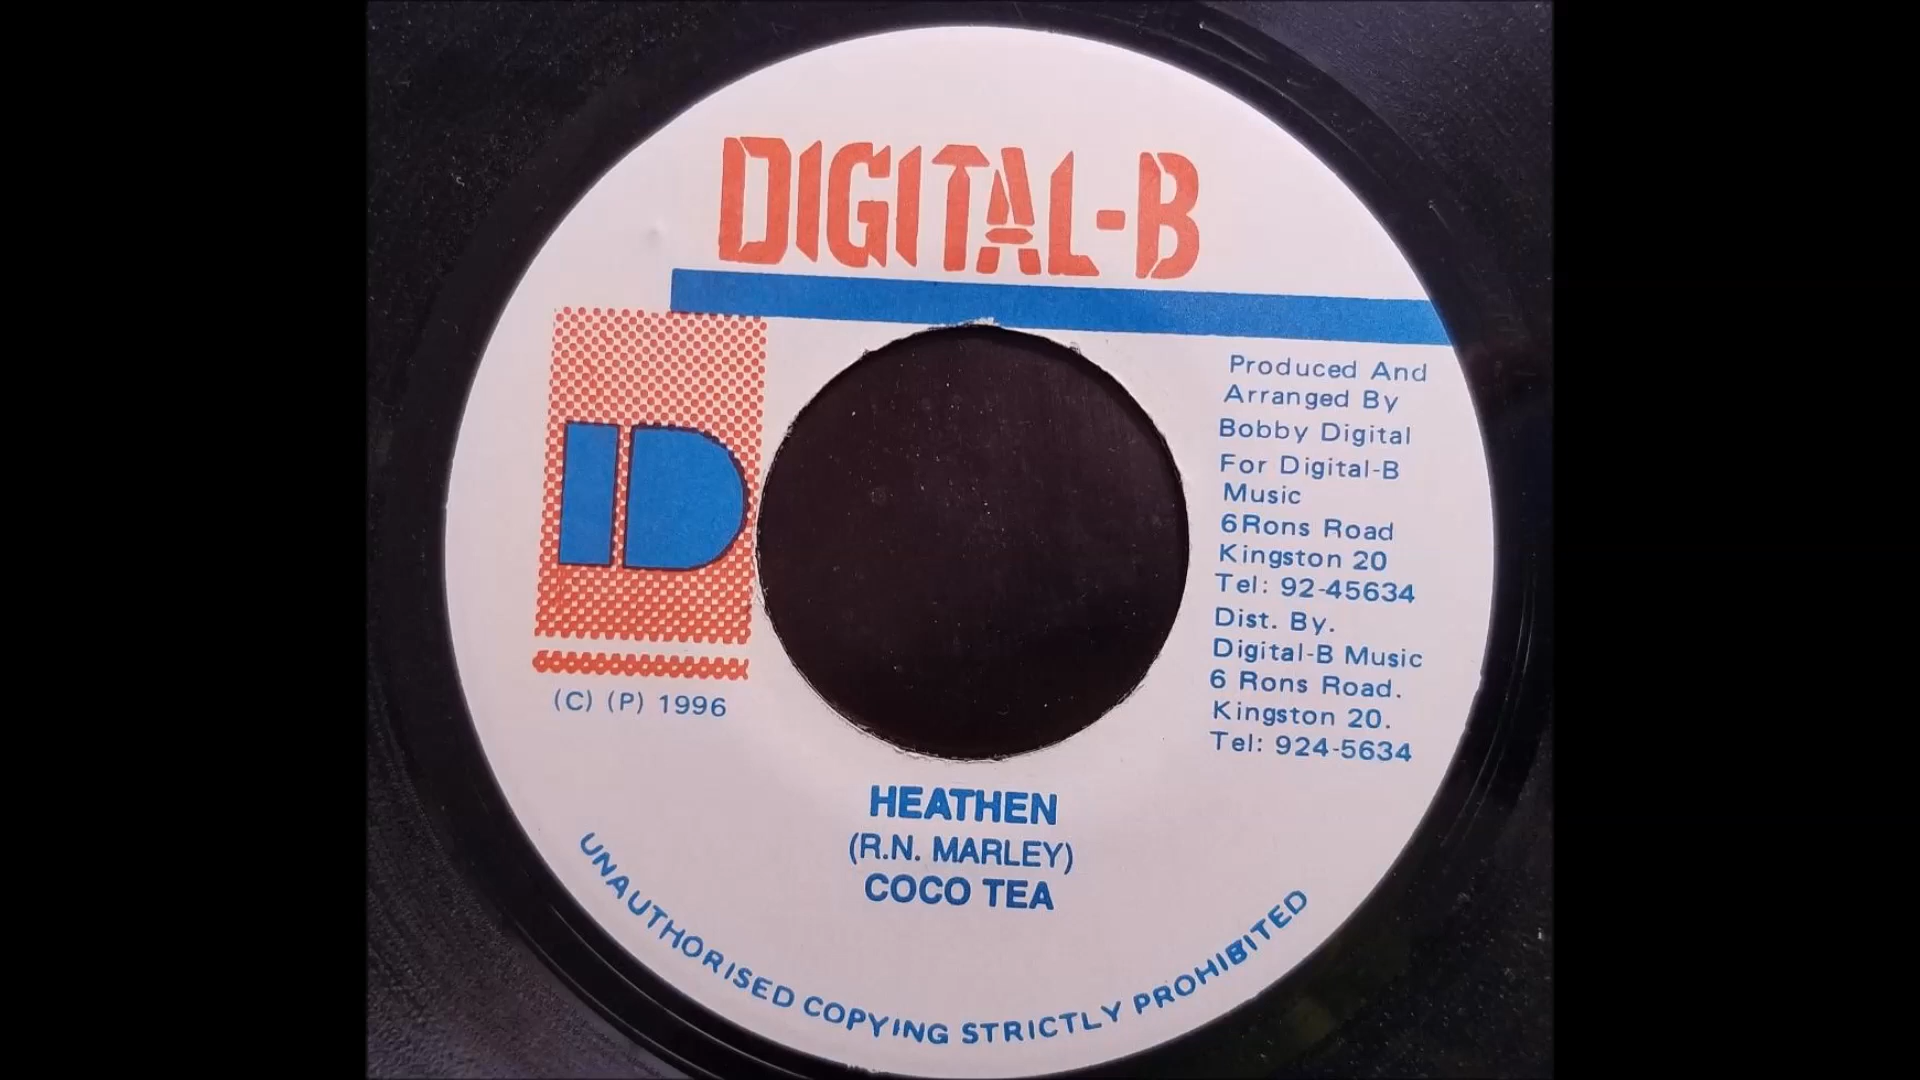 DIGITAL-B
Produced And
Arranged By
Bobby Digital
For Digital-B
Music
6Rons Road
Kingston 20
Tel: 92-45634
Dist. By.
Digital-B Music
6 Rons Road.
Kingston 20.
Tel: 924-5634
D
(C) (P) 1996
HEATHEN
(R.N. MARLEY)
COCO TEA
UNAUTHORISED COPYING STRICTLY PROHIBITED